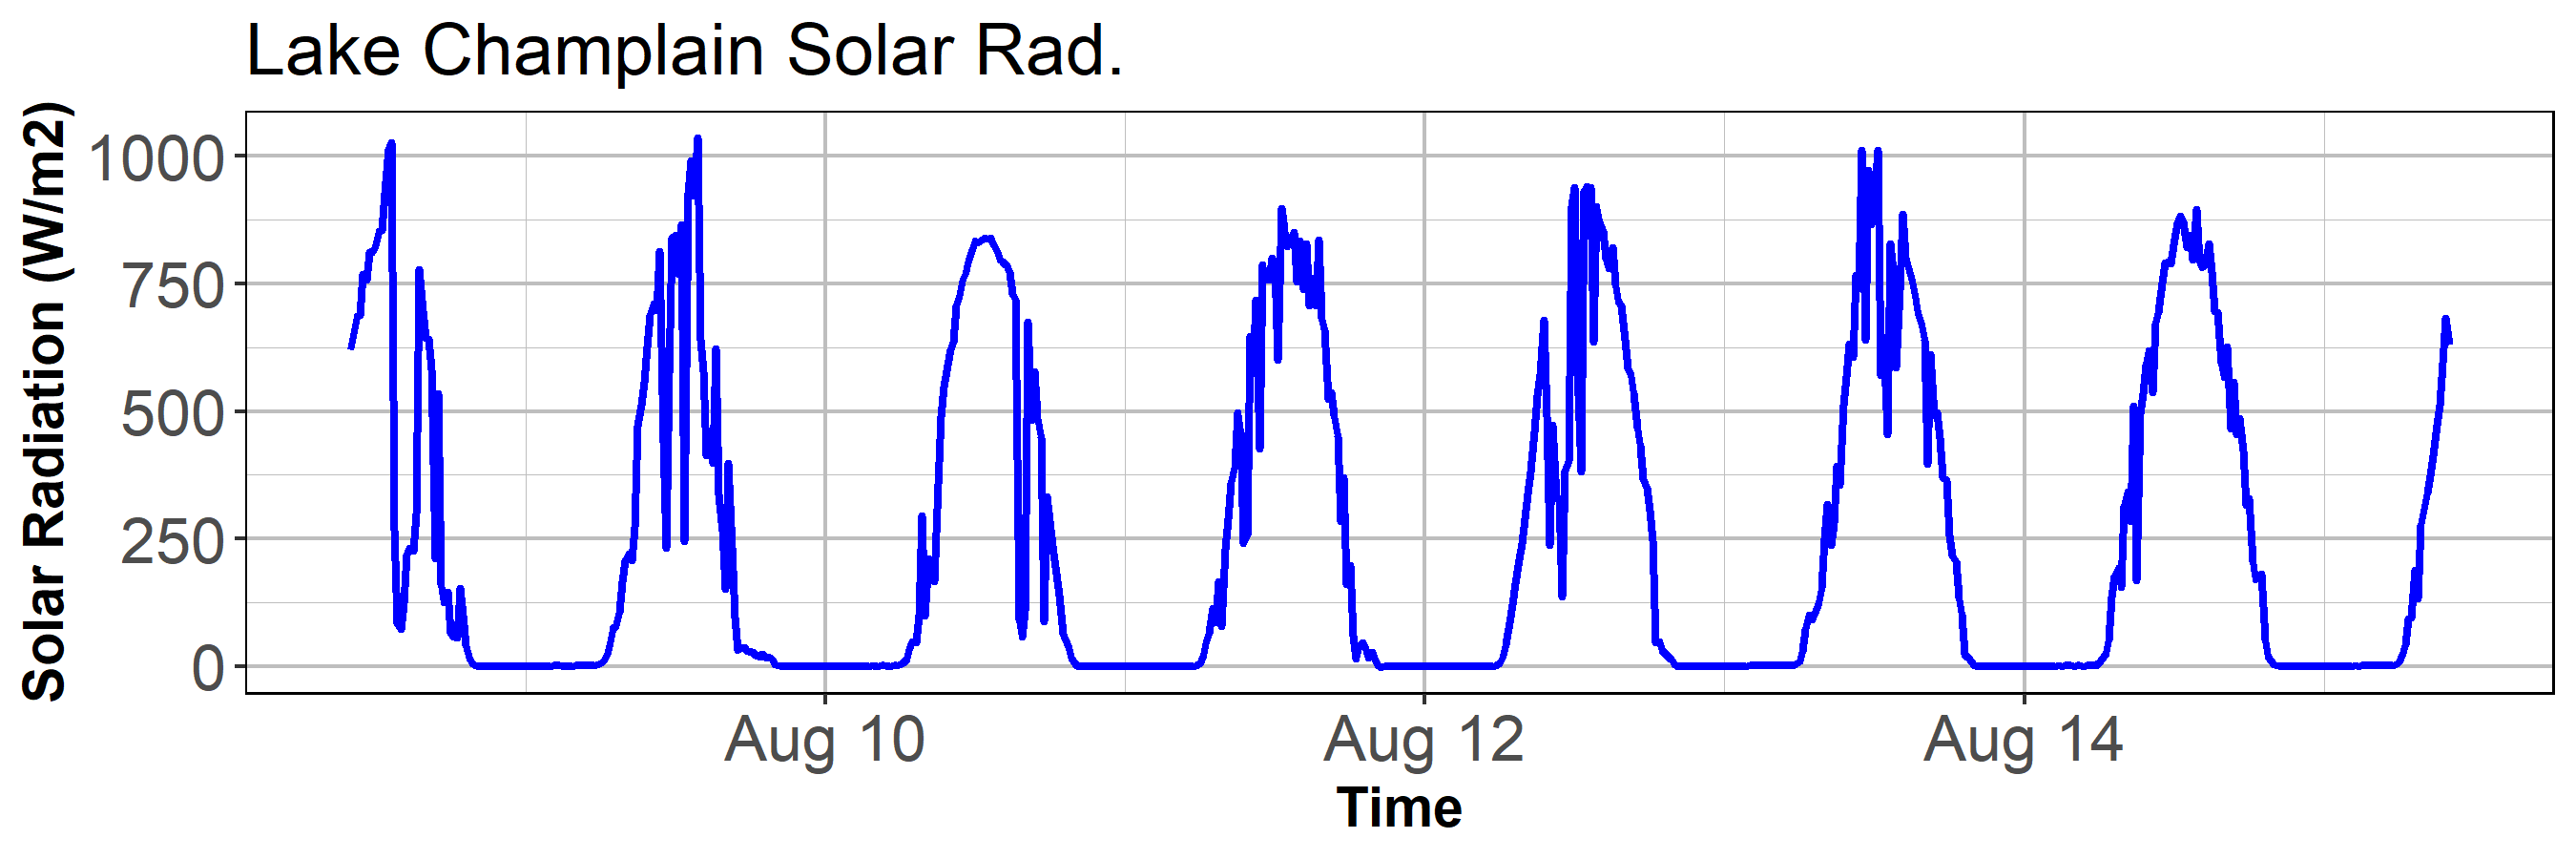 Lake Champlain Solar Rad.
Solar Radiation (W/m2)
1000
750
500
250
0
Aug 10 Aug 12 Aug 14
Time